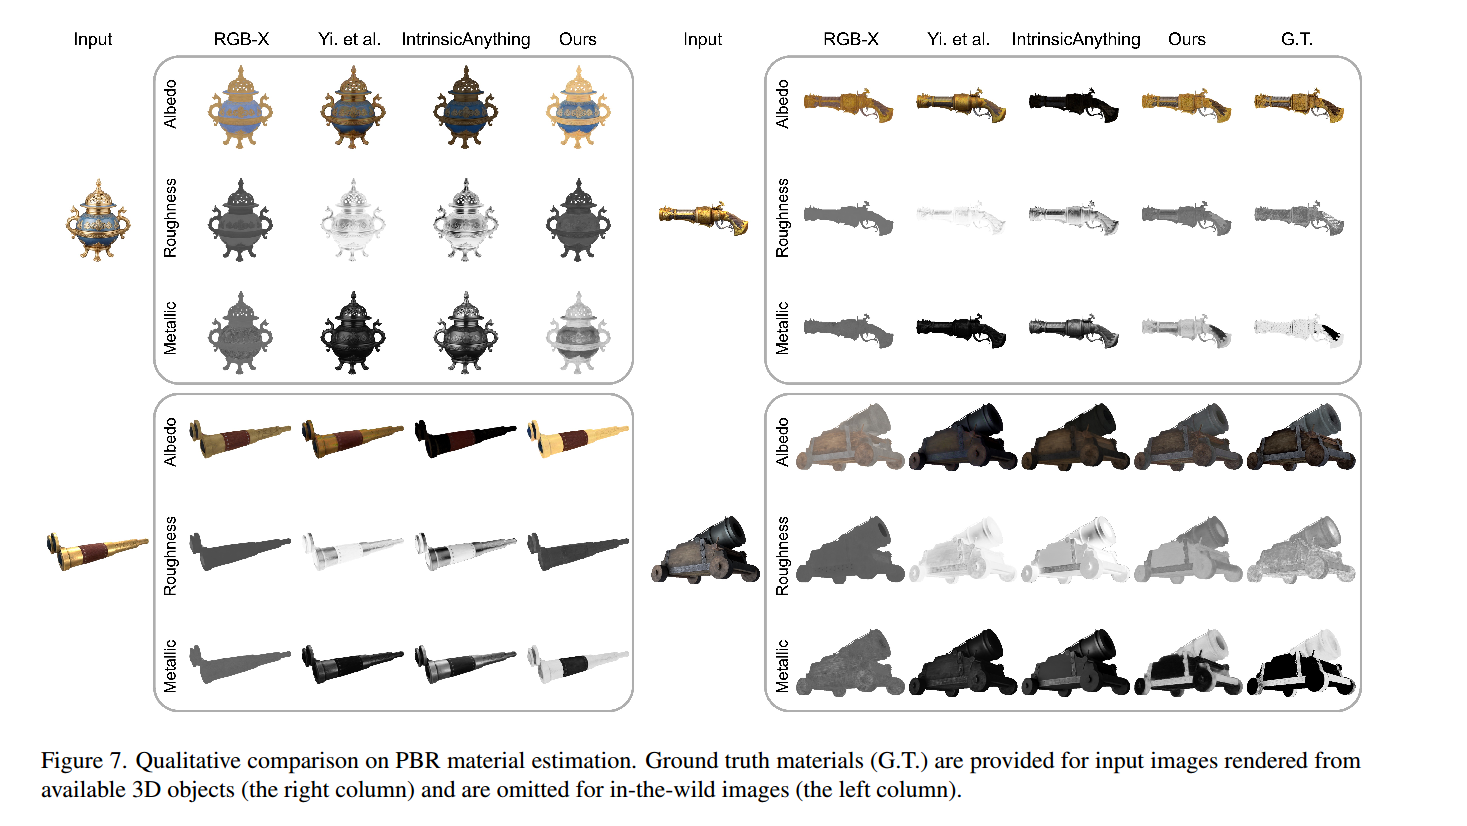 Input RGB-X Yi. et al. IntrinsicAnything Ours Input RGB-X Yi. et al. IntrinsicAnything Ours G.T.
Albedo Albedo
Roughness Roughness
Metallic Metallic
Albedo Albedo
Roughness Roughness
Metallic Metallic
Figure 7. Qualitative comparison on PBR material estimation. Ground truth materials (G.T.) are provided for input images rendered from
available 3D objects (the right column) and are omitted for in-the-wild images (the left column).